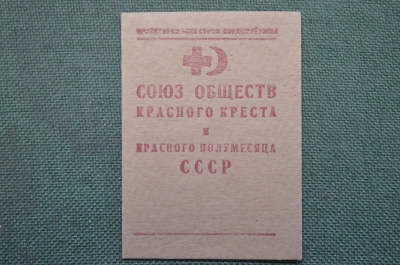 СОЮЗ ОБЩЕСТВ
КРАСНОГО КРЕСТА
и
КРАСНОГО ПОЛУМЕСЯЦА
СССР